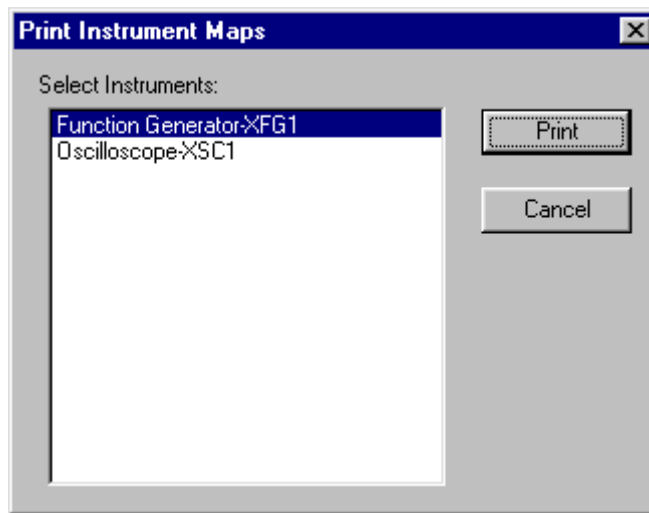 Print Instrument Maps
Select Instruments:
Function Generator-XFG1
Oscilloscope-XSC1
Print
Cancel